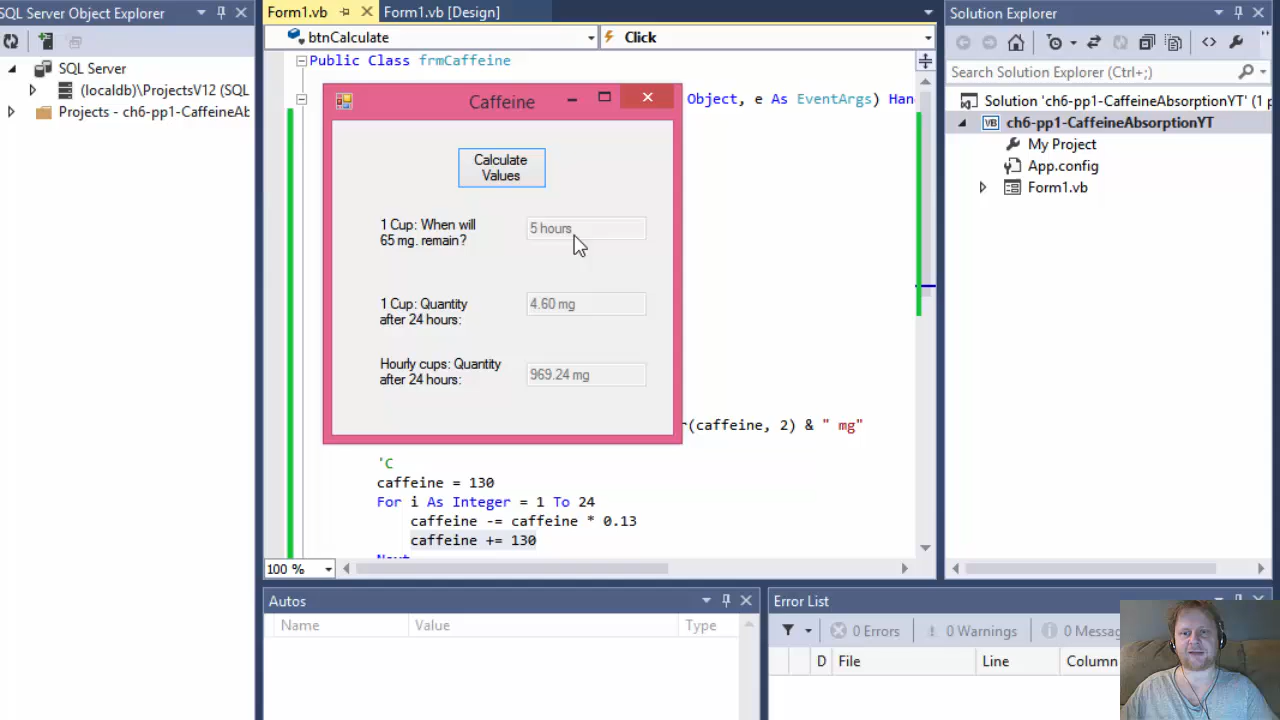 SQL Server Object Explorer
SQL Server
(localdb)\ProjectsV12 (SQL
Projects - ch6-pp1-CaffeineAb
Form1.vb
Form1.vb [Design]
btnCalculate
Click
Public Class frmCaffeine
Object, e As EventArgs) Han
Caffeine
Calculate
Values
1 Cup: When will
65 mg. remain?
5 hours
1 Cup: Quantity
after 24 hours:
4.60 mg
Hourly cups: Quantity
after 24 hours:
969.24 mg
r(caffeine, 2) & " mg"
'C
caffeine = 130
For i As Integer = 1 To 24
caffeine -= caffeine * 0.13
caffeine += 130
Next
100 %
Solution Explorer
Search Solution Explorer (Ctrl+;)
Solution 'ch6-pp1-CaffeineAbsorptionYT' (1 p
VB ch6-pp1-CaffeineAbsorptionYT
My Project
App.config
Form1.vb
Autos
Name
Value
Type
Error List
0 Errors
0 Warnings
0 Messag
D
File
Line
Column